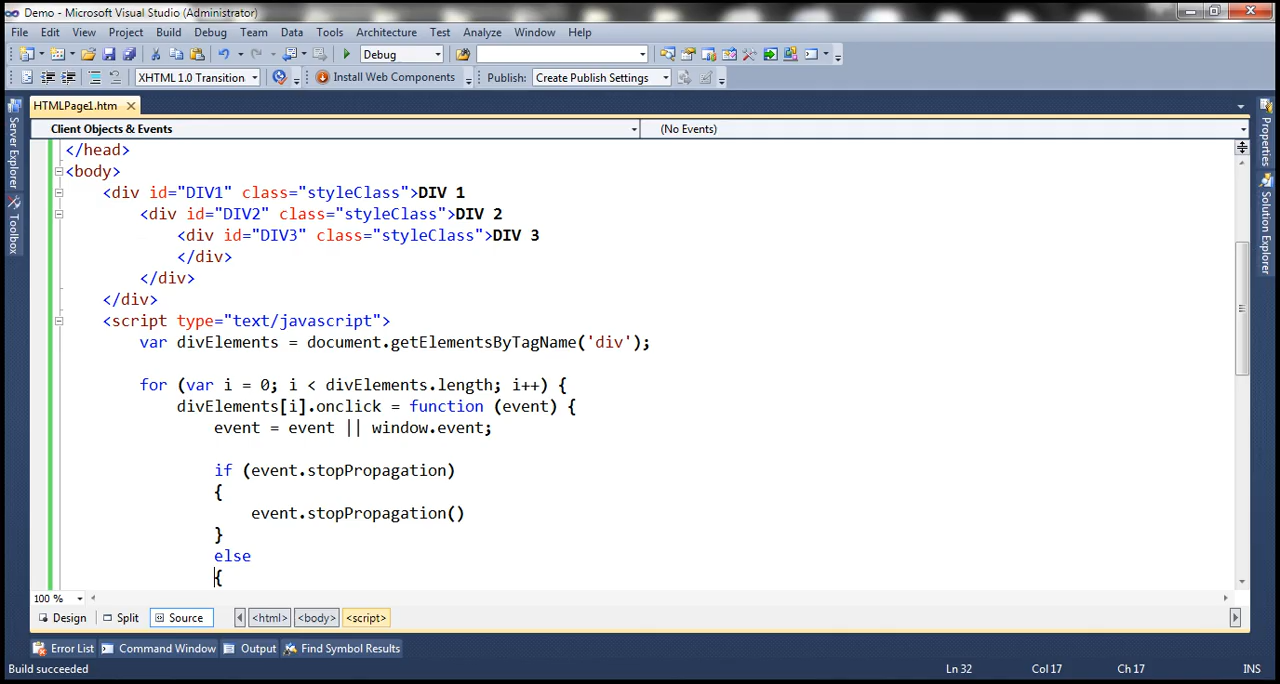 Demo - Microsoft Visual Studio (Administrator)
File Edit View Project Build Debug Team Data Tools Architecture Test Analyze Window Help
Debug
XHTML 1.0 Transition Install Web Components Publish: Create Publish Settings
HTMLPage1.htm
Client Objects & Events (No Events)
Server Explorer
Toolbox
Properties
Solution Explorer
</head>
<body>
<div id="DIV1" class="styleClass">DIV 1
<div id="DIV2" class="styleClass">DIV 2
<div id="DIV3" class="styleClass">DIV 3
</div>
</div>
</div>
<script type="text/javascript">
var divElements = document.getElementsByTagName('div');
for (var i = 0; i < divElements.length; i++) {
divElements[i].onclick = function (event) {
event = event || window.event;
if (event.stopPropagation)
{
event.stopPropagation()
}
else
{
100 %
Design Split Source <html> <body> <script>
Error List Command Window Output Find Symbol Results
Build succeeded Ln 32 Col 17 Ch 17 INS